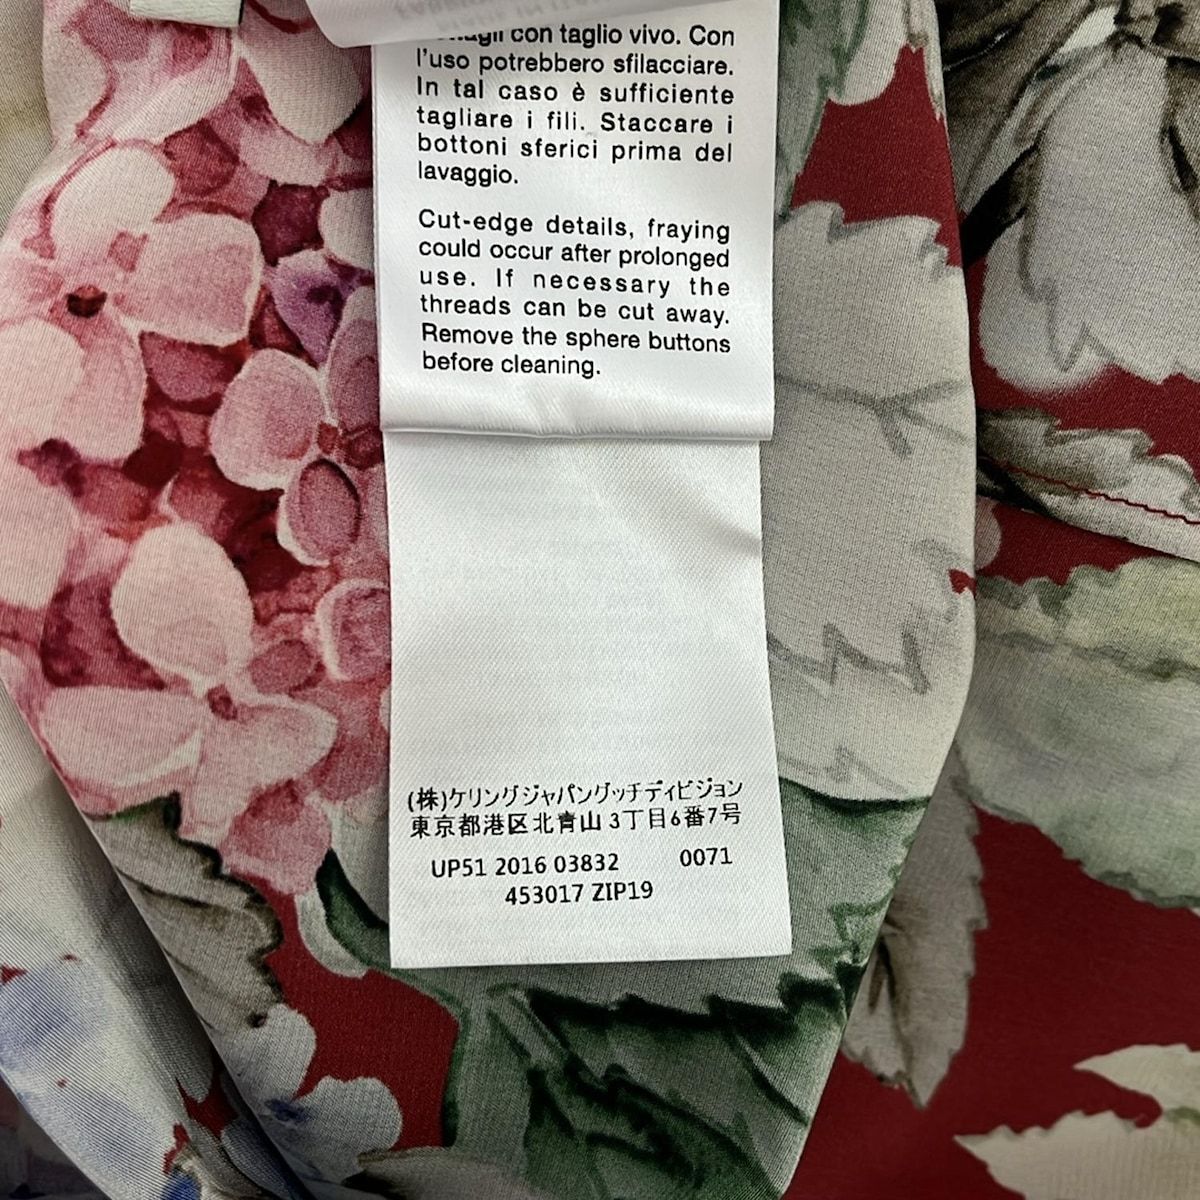 con taglio vivo. Con
l'uso potrebbero sfilacciare.
In tal caso è sufficiente
tagliare i fili. Staccare i
bottoni sferici prima del
lavaggio.
Cut-edge details, fraying
could occur after prolonged
use. If necessary the
threads can be cut away.
Remove the sphere buttons
before cleaning.
(株)ケリングジャパングッチディビジョン
東京都港区北青山3丁目6番7号
UP51 2016 03832 0071
453017 ZIP19